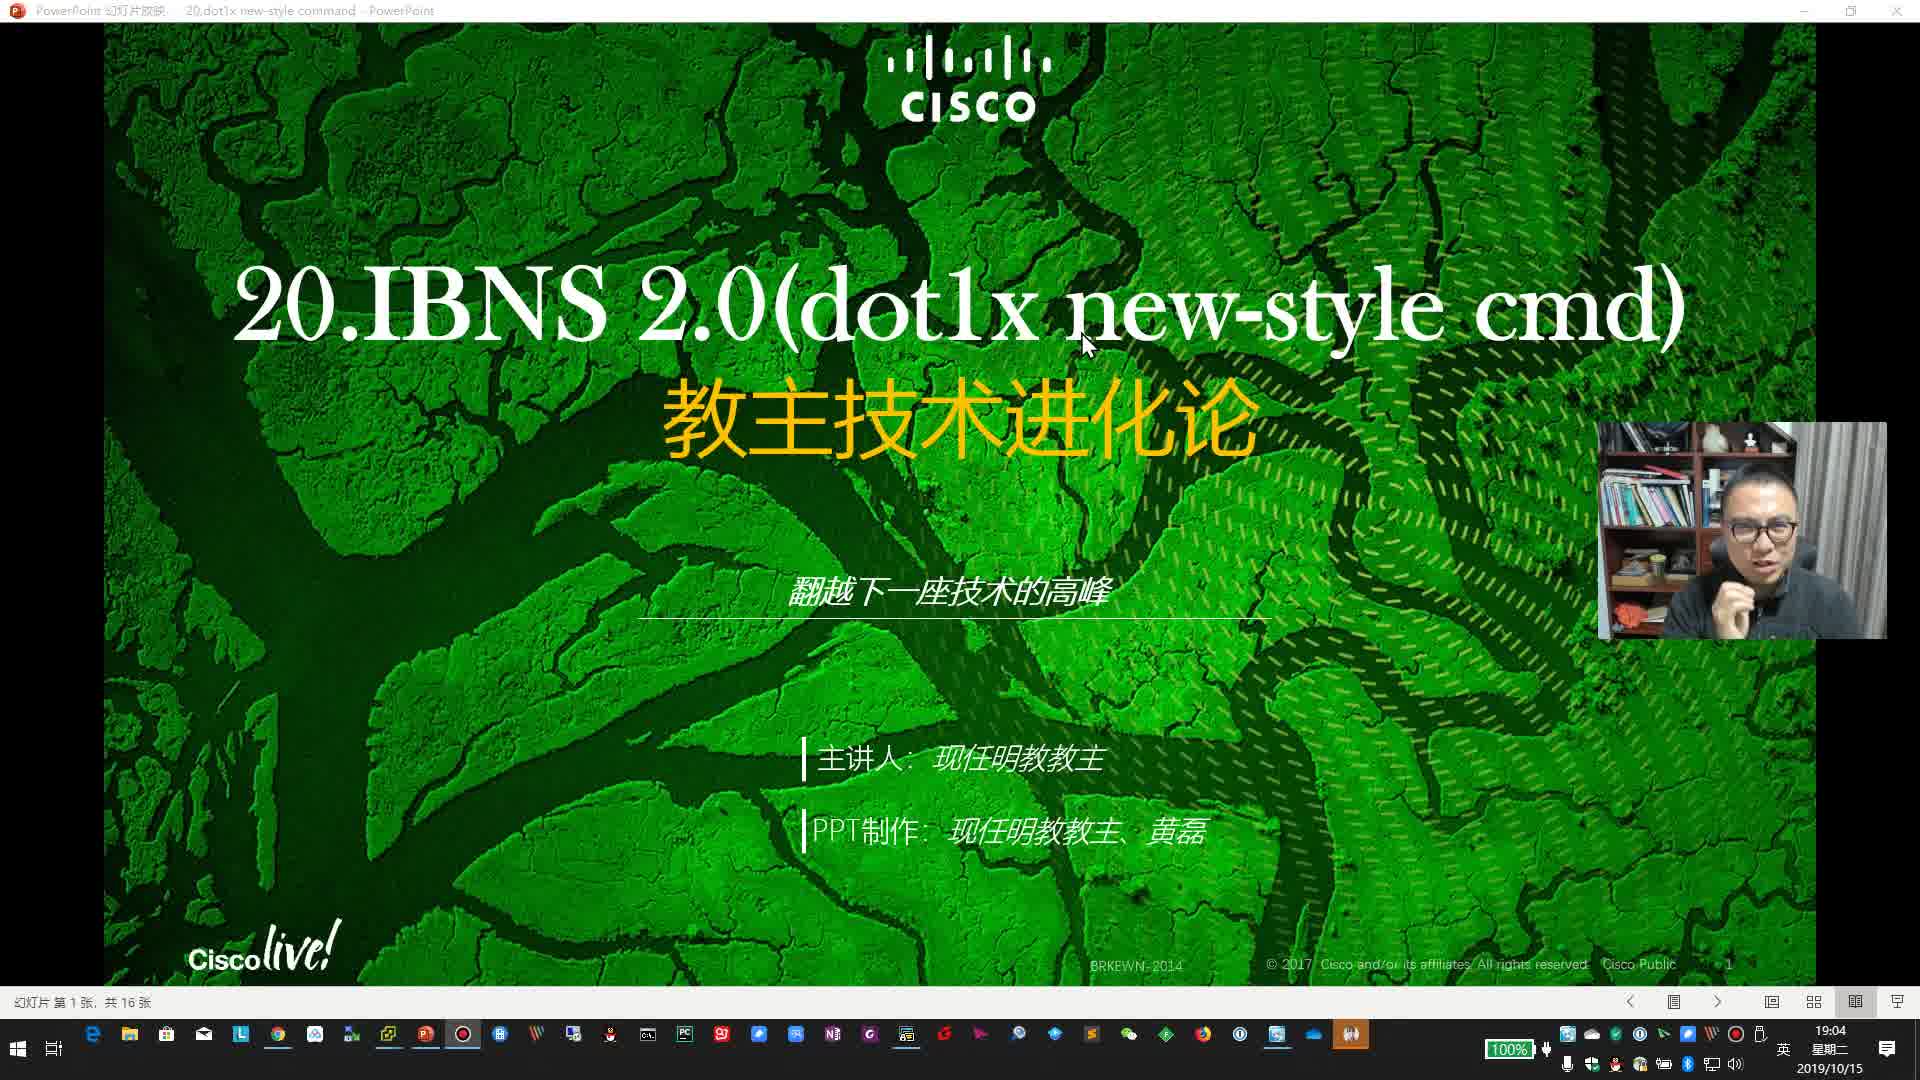 PowerPoint 幻灯片放映 - 20.dot1x new-style command - PowerPoint
CISCO
20.IBNS 2.0(dot1x new-style cmd)
教主技术进化论
翻越下一座技术的高峰
主讲人：现任明教教主
PPT制作：现任明教教主、黄磊
Cisco live!
BRKEWN-2014
© 2017 Cisco and/or its affiliates. All rights reserved. Cisco Public
1
幻灯片 第 1 张，共 16 张
100%
英
19:04
星期二
2019/10/15